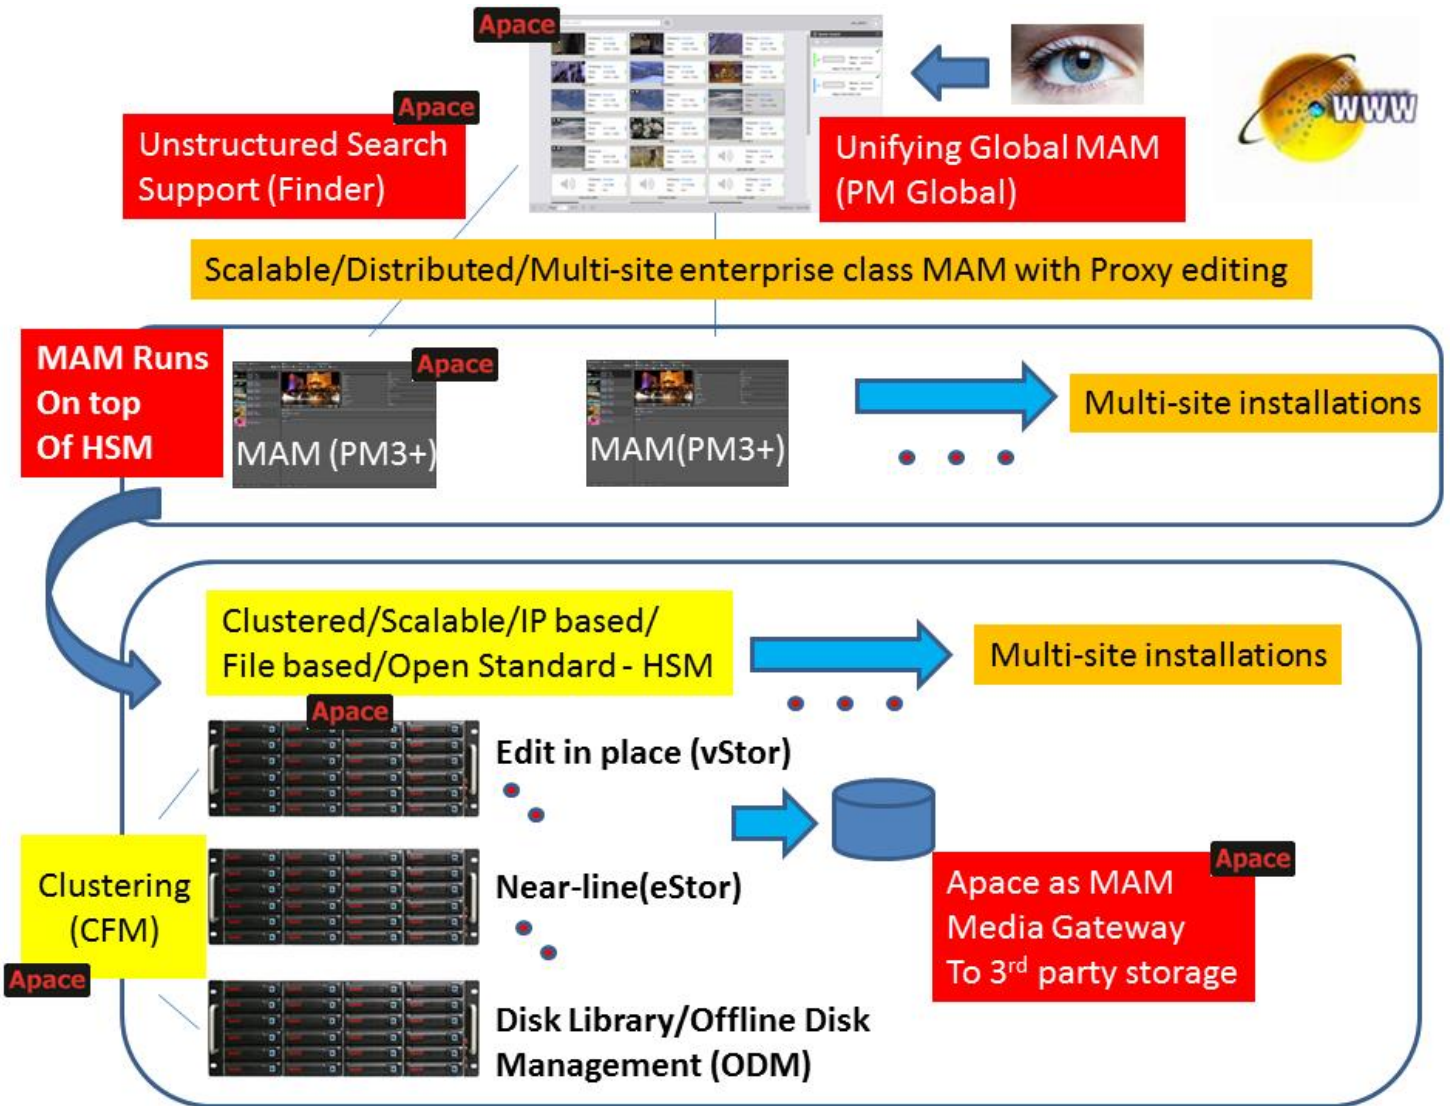 Apace
Apace
Unstructured Search
Support (Finder)
Unifying Global MAM
(PM Global)
WWW
Scalable/Distributed/Multi-site enterprise class MAM with Proxy editing
MAM Runs
On top
Of HSM
Apace
MAM (PM3+)
MAM(PM3+)
Multi-site installations
Clustered/Scalable/IP based/
File based/Open Standard - HSM
Multi-site installations
Apace
Edit in place (vStor)
Clustering
(CFM)
Apace
Near-line(eStor)
Apace
Apace as MAM
Media Gateway
To 3rd party storage
Disk Library/Offline Disk
Management (ODM)